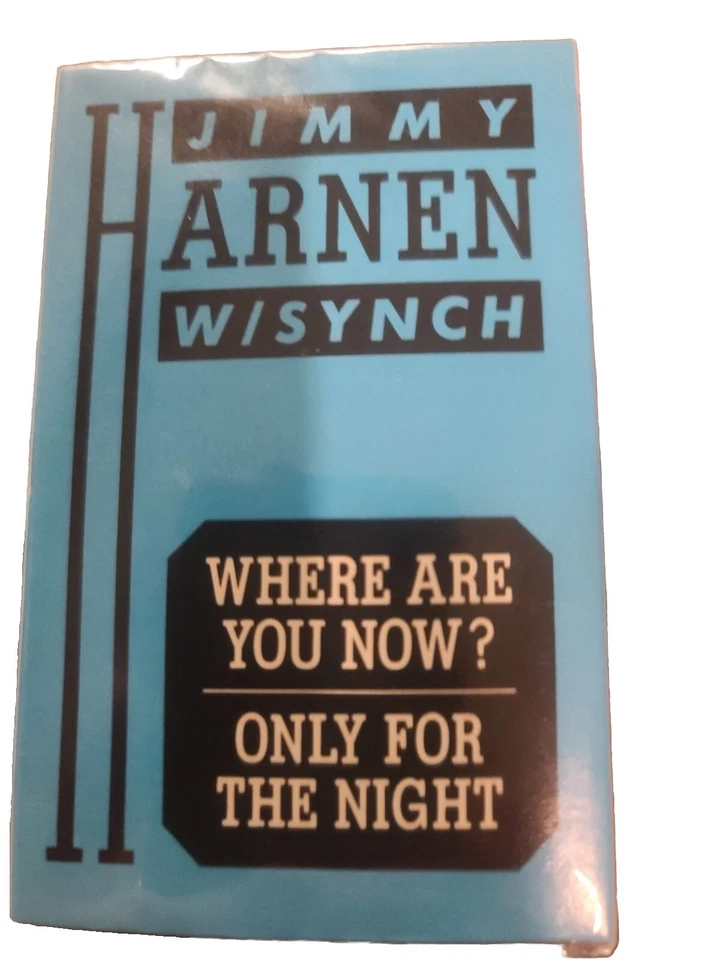 JIMMY
HARNEN
W/SYNCH
WHERE ARE
YOU NOW?
ONLY FOR
THE NIGHT